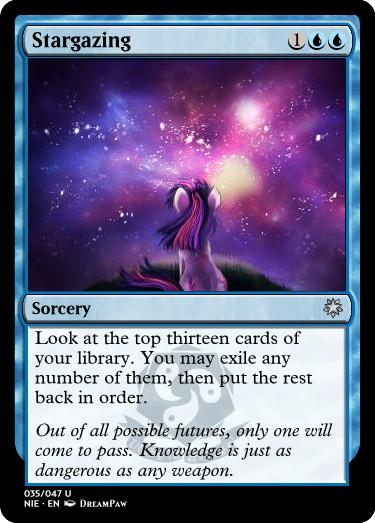 Stargazing 1
Sorcery
Look at the top thirteen cards of
your library. You may exile any
number of them, then put the rest
back in order.
Out of all possible futures, only one will
come to pass. Knowledge is just as
dangerous as any weapon.
035/047 U
NIE • EN DreamPaw